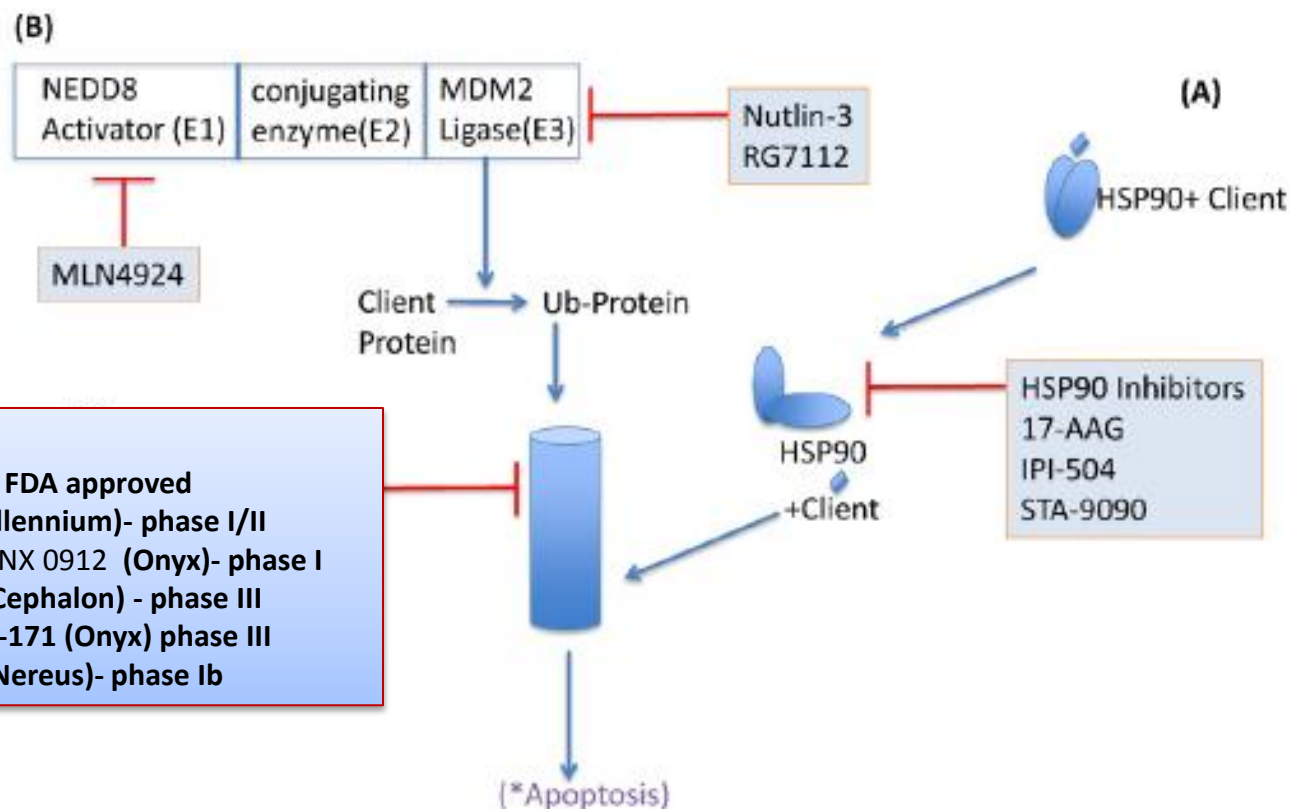 (B)
NEDD8
Activator (E1)
conjugating
enzyme(E2)
MDM2
Ligase(E3)
Nutlin-3
RG7112
(A)
HSP90+ Client
MLN4924
Client
Protein
Ub-Protein
HSP90 Inhibitors
17-AAG
IPI-504
STA-9090
HSP90
+Client
FDA approved
llennium)- phase I/II
NX 0912 (Onyx)- phase I
Cephalon) - phase III
-171 (Onyx) phase III
Nereus)- phase Ib
(*Apoptosis)